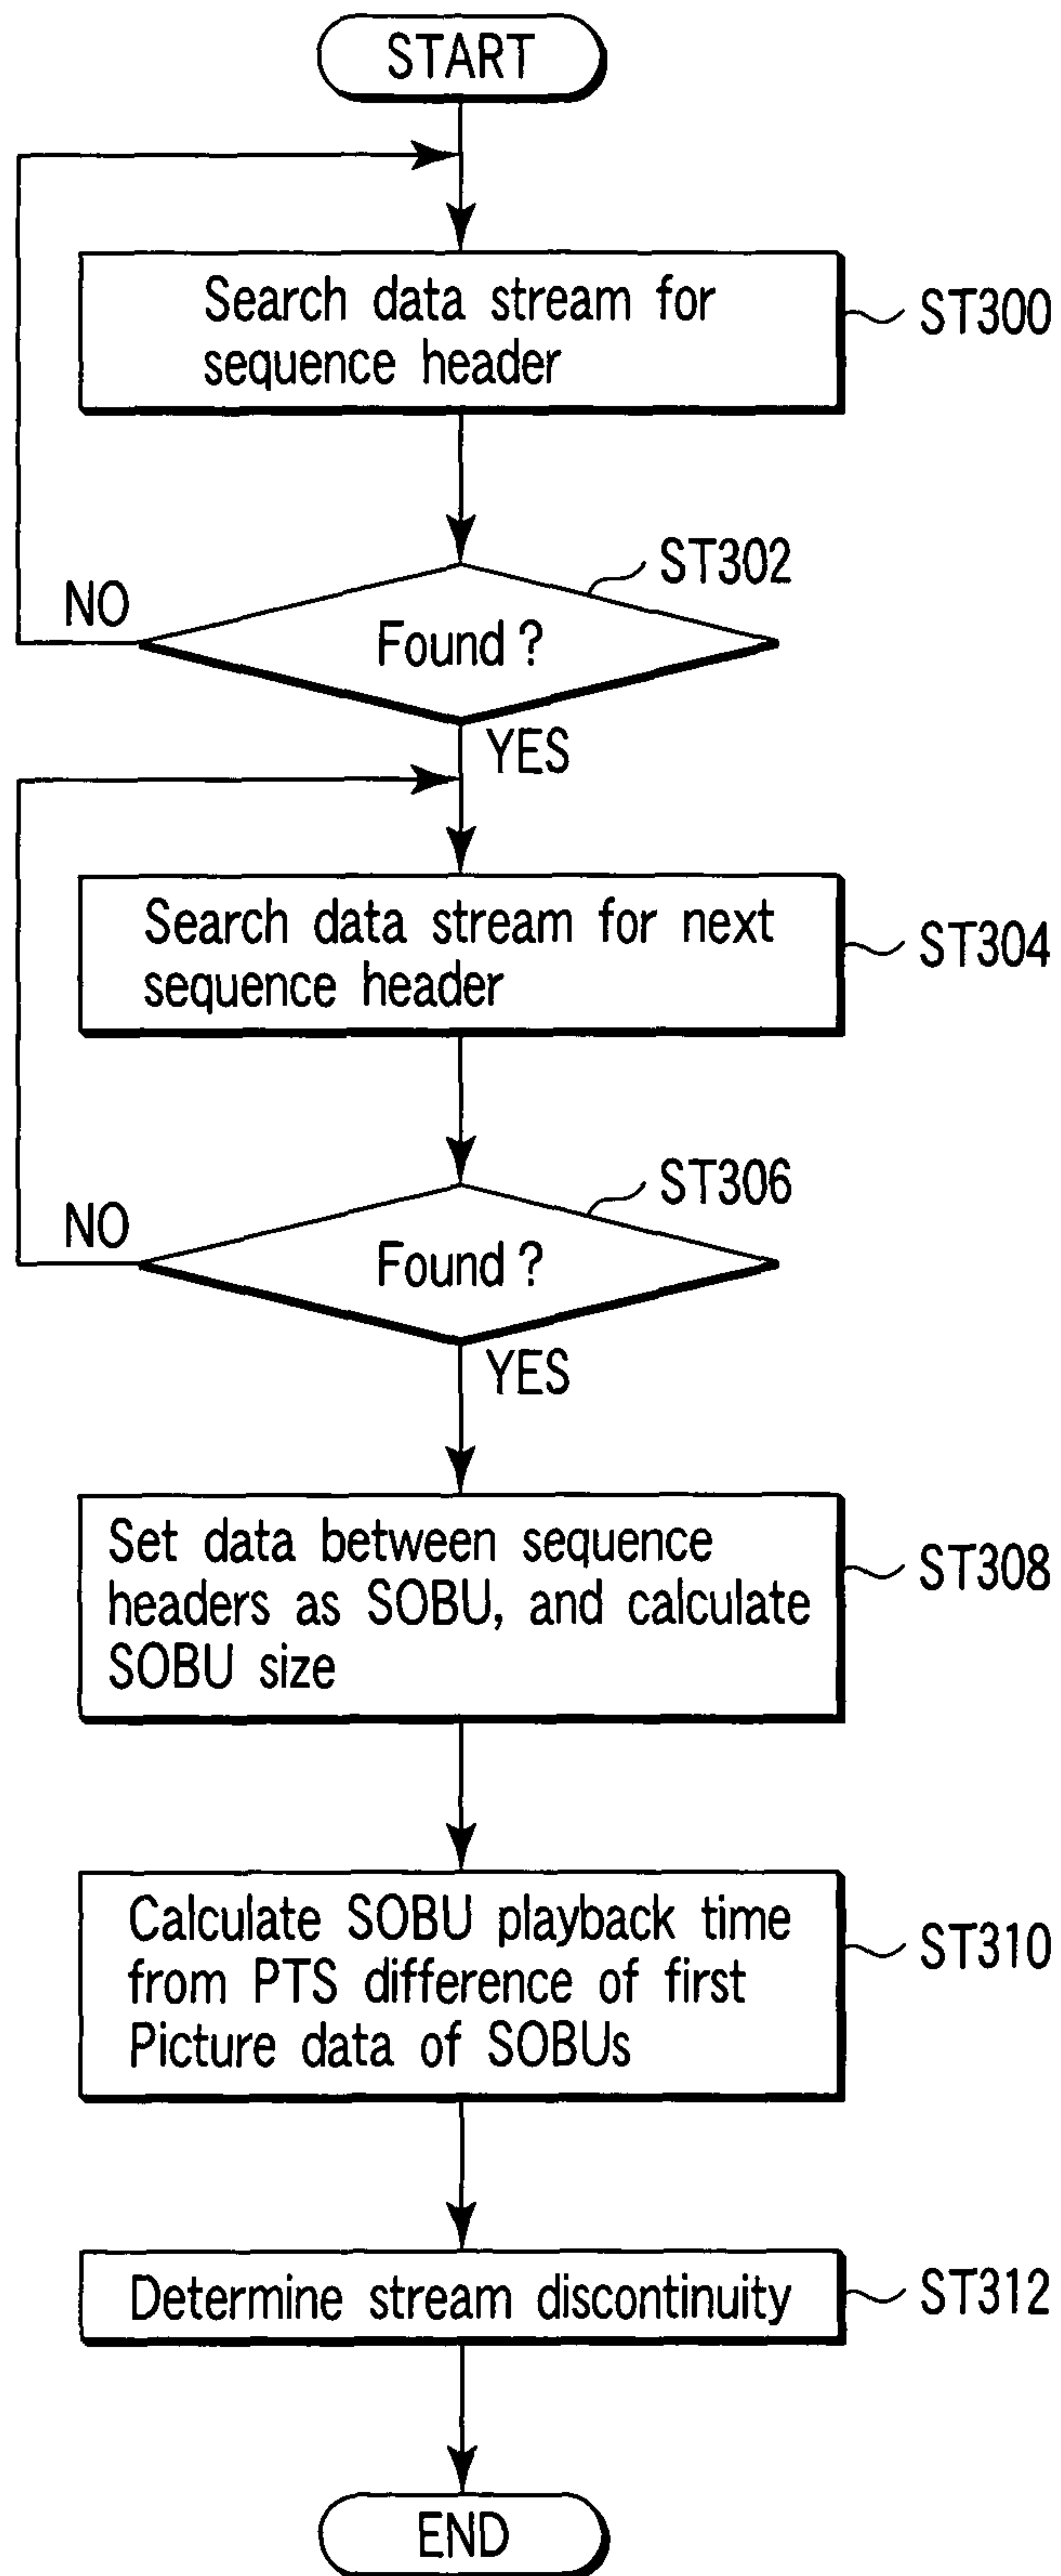 START
Search data stream for
sequence header
ST300
ST302
NO
Found?
YES
Search data stream for next
sequence header
ST304
ST306
NO
Found?
YES
Set data between sequence
headers as SOBU, and calculate
SOBU size
ST308
Calculate SOBU playback time
from PTS difference of first
Picture data of SOBUs
ST310
Determine stream discontinuity
ST312
END